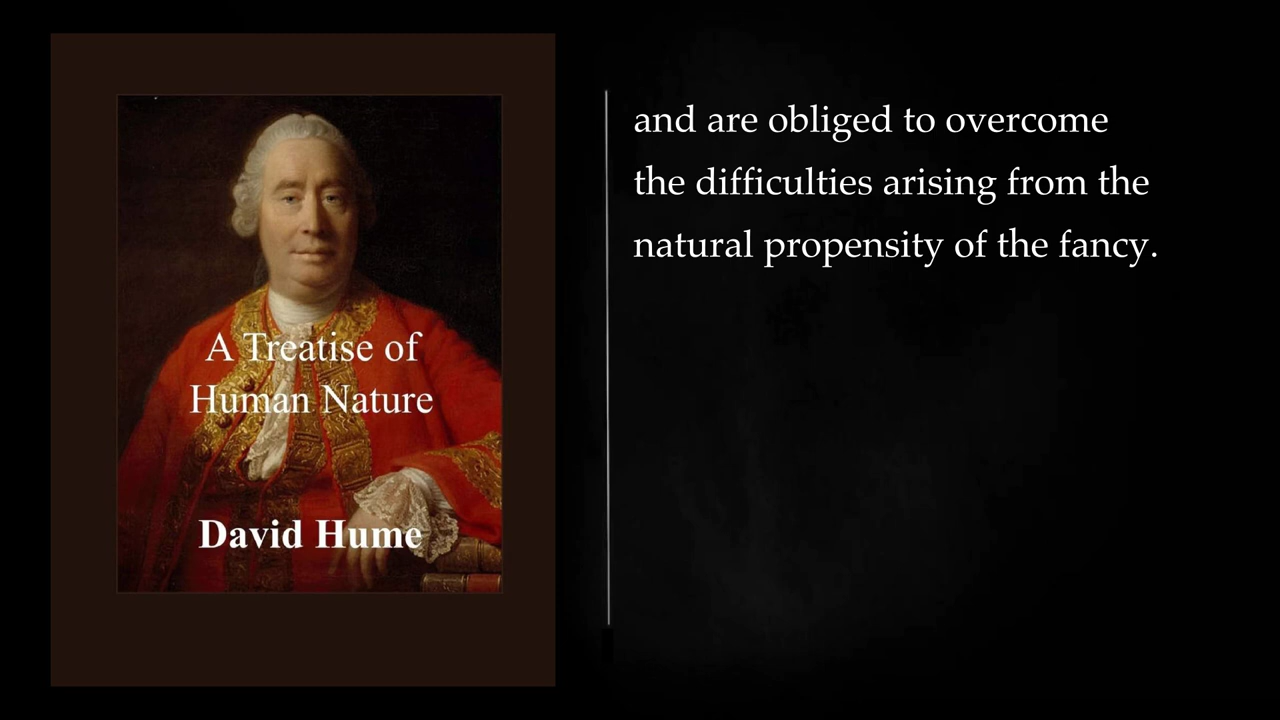 A Treatise of
Human Nature
David Hume
and are obliged to overcome
the difficulties arising from the
natural propensity of the fancy.